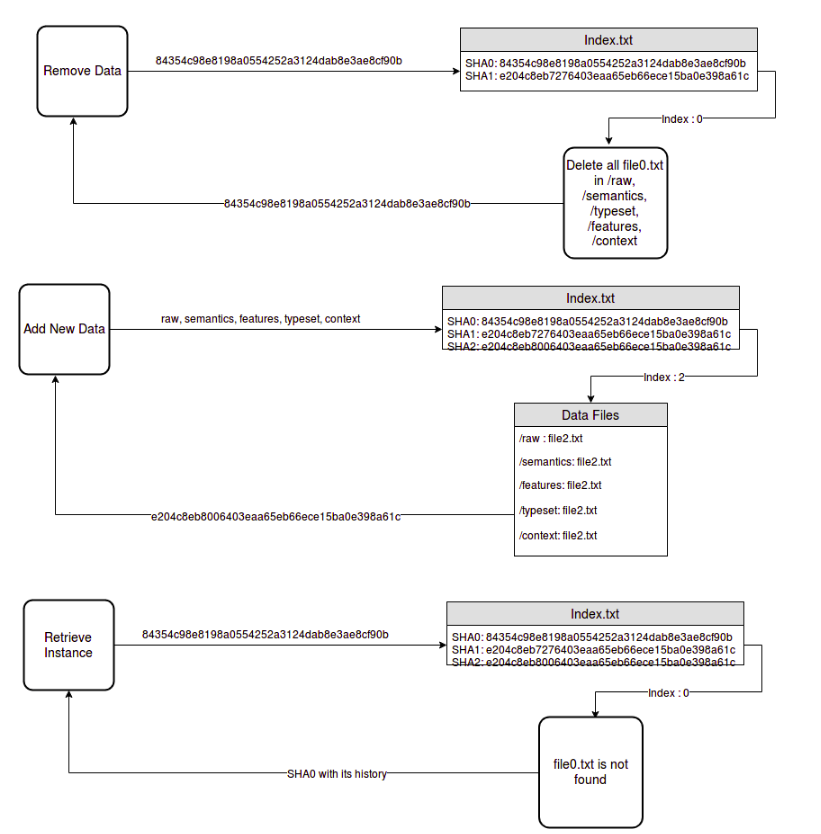 Remove Data
84354c98e8198a0554252a3124dab8e3ae8cf90b
Index.txt
SHA0: 84354c98e8198a0554252a3124dab8e3ae8cf90b
SHA1: e204c8eb7276403eaa65eb66ece15ba0e398a61c
Index : 0
Delete all file0.txt
in /raw,
/semantics,
/typeset,
/features,
/context
84354c98e8198a0554252a3124dab8e3ae8cf90b
Add New Data
raw, semantics, features, typeset, context
Index.txt
SHA0: 84354c98e8198a0554252a3124dab8e3ae8cf90b
SHA1: e204c8eb7276403eaa65eb66ece15ba0e398a61c
SHA2: e204c8eb8006403eaa65eb66ece15ba0e398a61c
Index : 2
Data Files
/raw : file2.txt
/semantics: file2.txt
/features: file2.txt
/typeset: file2.txt
/context: file2.txt
e204c8eb8006403eaa65eb66ece15ba0e398a61c
Retrieve
Instance
84354c98e8198a0554252a3124dab8e3ae8cf90b
Index.txt
SHA0: 84354c98e8198a0554252a3124dab8e3ae8cf90b
SHA1: e204c8eb7276403eaa65eb66ece15ba0e398a61c
SHA2: e204c8eb8006403eaa65eb66ece15ba0e398a61c
Index : 0
file0.txt is not
found
SHA0 with its history